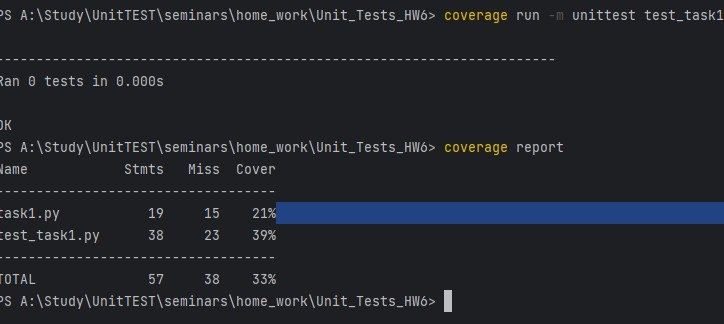 PS A:\Study\UnitTEST\seminars\home_work\Unit_Tests_HW6> coverage run -m unittest test_task1
----------------------------------------------------------------------
Ran 0 tests in 0.000s
OK
PS A:\Study\UnitTEST\seminars\home_work\Unit_Tests_HW6> coverage report
Name Stmts Miss Cover
-----------------------------------
task1.py 19 15 21%
test_task1.py 38 23 39%
-----------------------------------
TOTAL 57 38 33%
PS A:\Study\UnitTEST\seminars\home_work\Unit_Tests_HW6>